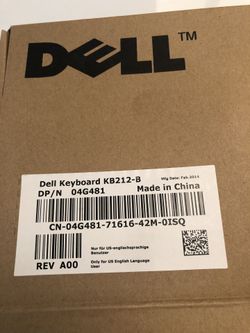 DELL
Dell Keyboard KB212-B
Mfg Date: Feb.2014
DP/N 04G481
Made in China
CN-04G481-71616-42M-0ISQ
Nur für US-englischsprachige
Benutzer
Only for US English Language
User
REV A00